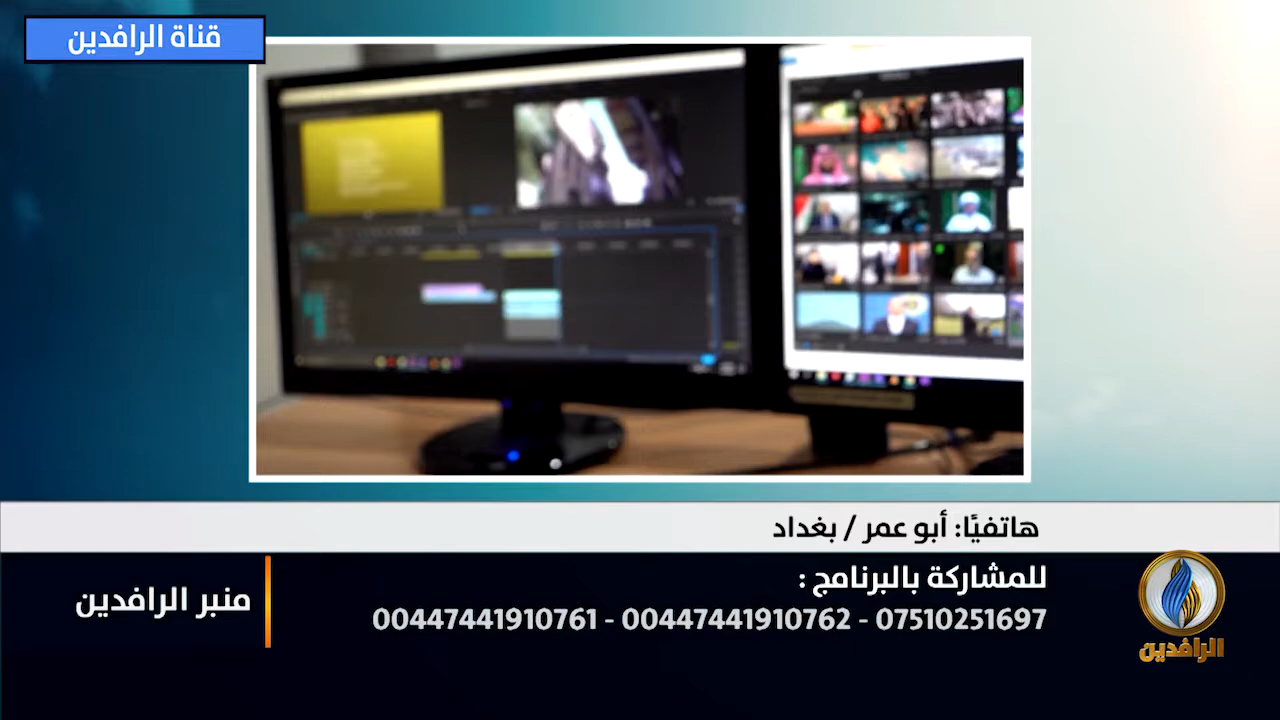 قناة الرافدين
هاتفيًا: أبو عمر / بغداد
للمشاركة بالبرنامج :
00447441910761 - 00447441910762 - 07510251697
منبر الرافدين
الرافدين